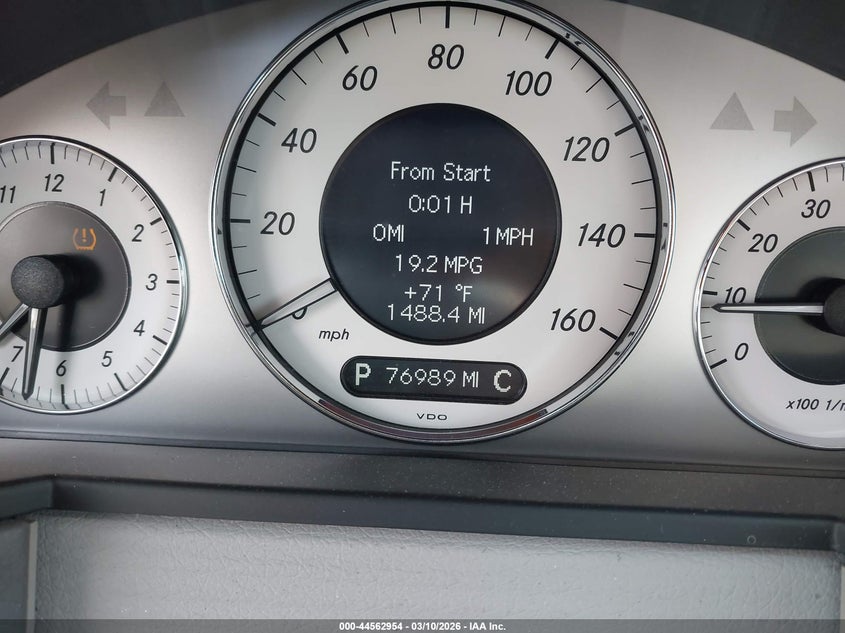 11 12 1
2
3
4
5
6
7
20 40 60 80 100 120 140 160
0
mph
From Start
0:01 H
0MI 1MPH
19.2 MPG
+71 °F
1488.4 MI
P 76989 MI C
VDO
30
20
10
0
x100 1/
000-44562954 - 03/10/2026 - IAA Inc.